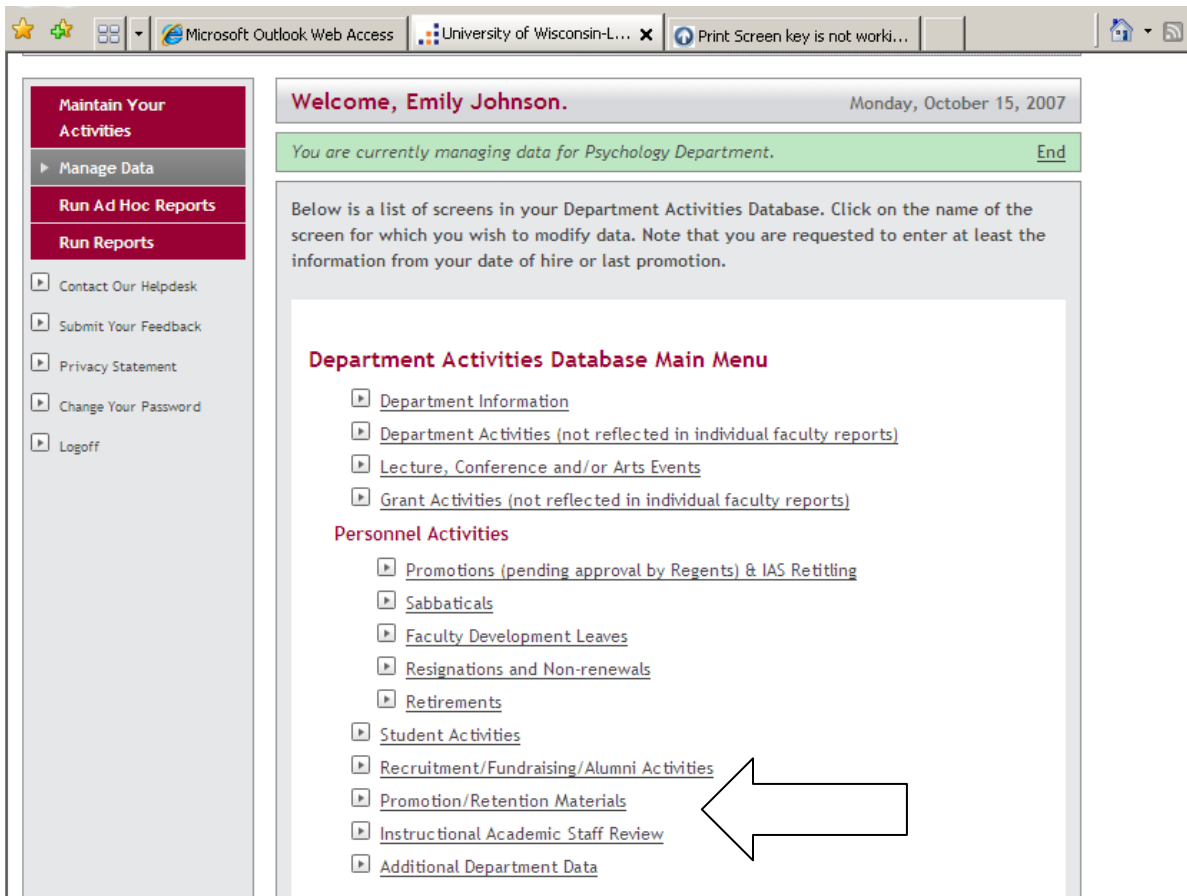 Microsoft Outlook Web Access
University of Wisconsin-L...
Print Screen key is not worki...
Maintain Your
Activities
Manage Data
Run Ad Hoc Reports
Run Reports
Contact Our Helpdesk
Submit Your Feedback
Privacy Statement
Change Your Password
Logoff
Welcome, Emily Johnson.
Monday, October 15, 2007
You are currently managing data for Psychology Department.
End
Below is a list of screens in your Department Activities Database. Click on the name of the
screen for which you wish to modify data. Note that you are requested to enter at least the
information from your date of hire or last promotion.
Department Activities Database Main Menu
Department Information
Department Activities (not reflected in individual faculty reports)
Lecture, Conference and/or Arts Events
Grant Activities (not reflected in individual faculty reports)
Personnel Activities
Promotions (pending approval by Regents) & IAS Retitling
Sabbaticals
Faculty Development Leaves
Resignations and Non-renewals
Retirements
Student Activities
Recruitment/Fundraising/Alumni Activities
Promotion/Retention Materials
Instructional Academic Staff Review
Additional Department Data